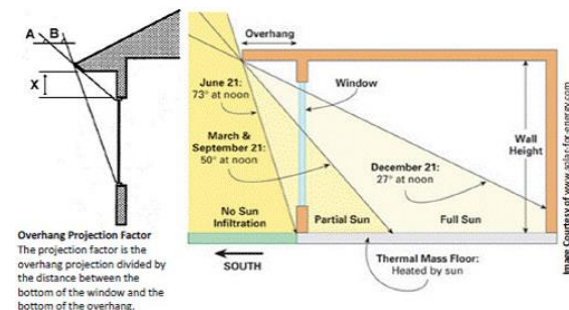 A B
X
Overhang Projection Factor
The projection factor is the
overhang projection divided by
the distance between the
bottom of the window and the
bottom of the overhang.
Overhang
June 21:
73° at noon
Window
March &
September 21:
50° at noon
Wall
Height
December 21:
27° at noon
No Sun
Infiltration
Partial Sun
Full Sun
SOUTH
Thermal Mass Floor:
Heated by sun
Image Courtesy of www.solar-for-energy.com